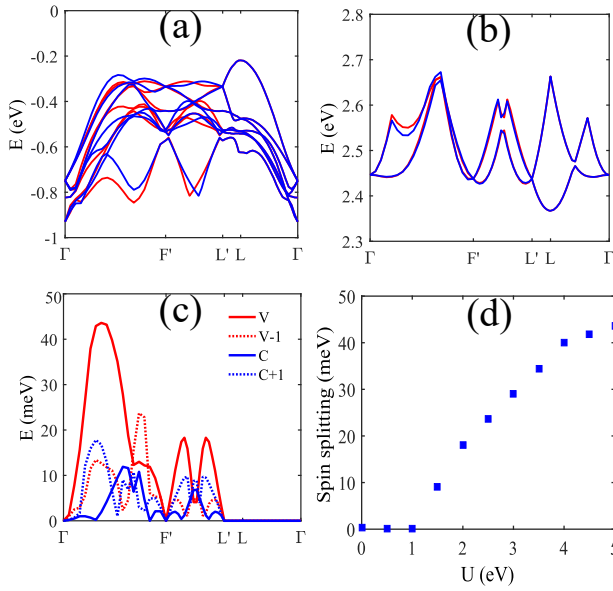 (a)
0
-0.2
-0.4
-0.6
-0.8
-1
E (eV)
Γ F' L' L Γ
(b)
2.8
2.7
2.6
2.5
2.4
2.3
E (eV)
Γ F' L' L Γ
(c)
50
40
30
20
10
0
E (meV)
V
V-1
C
C+1
Γ F' L' L Γ
(d)
50
40
30
20
10
0
Spin splitting (meV)
0 1 2 3 4 5
U (eV)